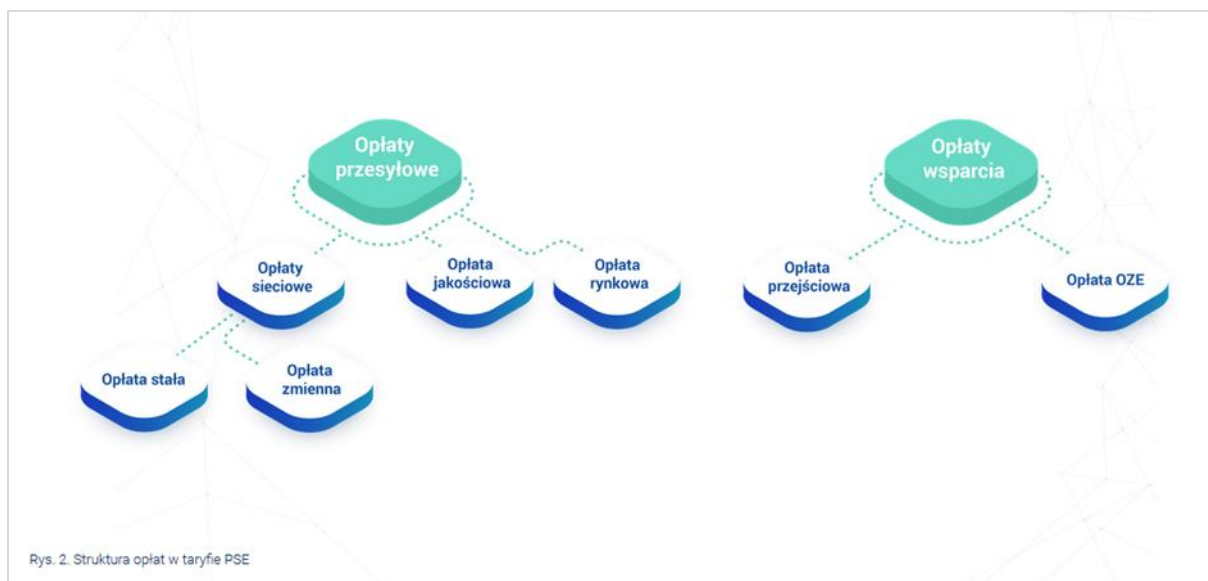 Opłaty
przesyłowe
Opłaty
wsparcia
Opłaty
sieciowe
Opłata
jakościowa
Opłata
rynkowa
Opłata
przejściowa
Opłata OZE
Opłata stała
Opłata
zmienna
Rys. 2. Struktura opłat w taryfie PSE